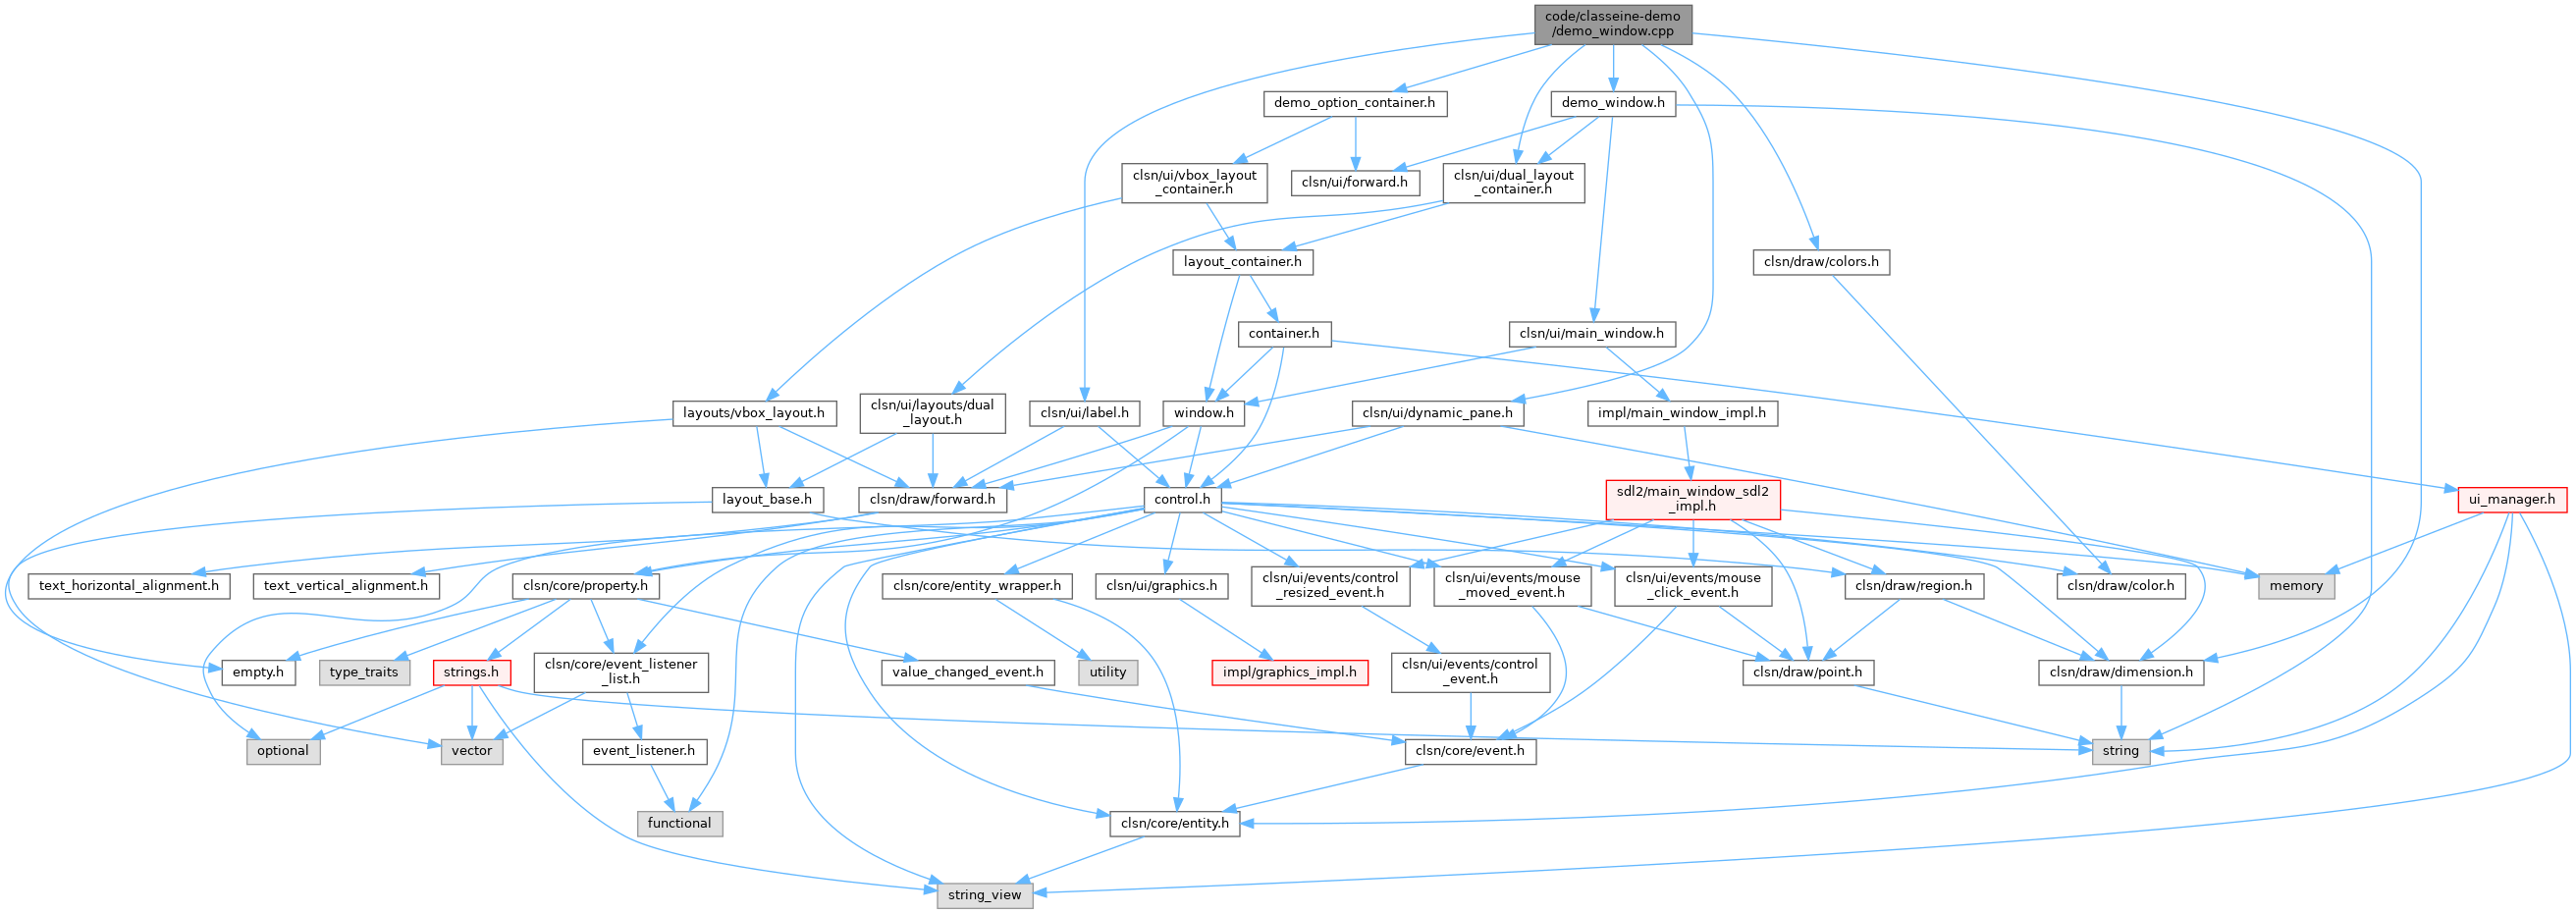 code/classeine-demo
/demo_window.cpp
demo_option_container.h
demo_window.h
clsn/ui/vbox_layout
_container.h
clsn/ui/forward.h
clsn/ui/dual_layout
_container.h
layout_container.h
clsn/draw/colors.h
container.h
clsn/ui/main_window.h
layouts/vbox_layout.h
clsn/ui/layouts/dual
_layout.h
clsn/ui/label.h
window.h
clsn/ui/dynamic_pane.h
impl/main_window_impl.h
layout_base.h
clsn/draw/forward.h
control.h
sdl2/main_window_sdl2
_impl.h
ui_manager.h
text_horizontal_alignment.h
text_vertical_alignment.h
clsn/core/property.h
clsn/core/entity_wrapper.h
clsn/ui/graphics.h
clsn/ui/events/control
_resized_event.h
clsn/ui/events/mouse
_moved_event.h
clsn/ui/events/mouse
_click_event.h
clsn/draw/region.h
clsn/draw/color.h
memory
empty.h
type_traits
strings.h
clsn/core/event_listener
_list.h
value_changed_event.h
utility
impl/graphics_impl.h
clsn/ui/events/control
_event.h
clsn/draw/point.h
clsn/draw/dimension.h
optional
vector
event_listener.h
clsn/core/event.h
string
functional
clsn/core/entity.h
string_view